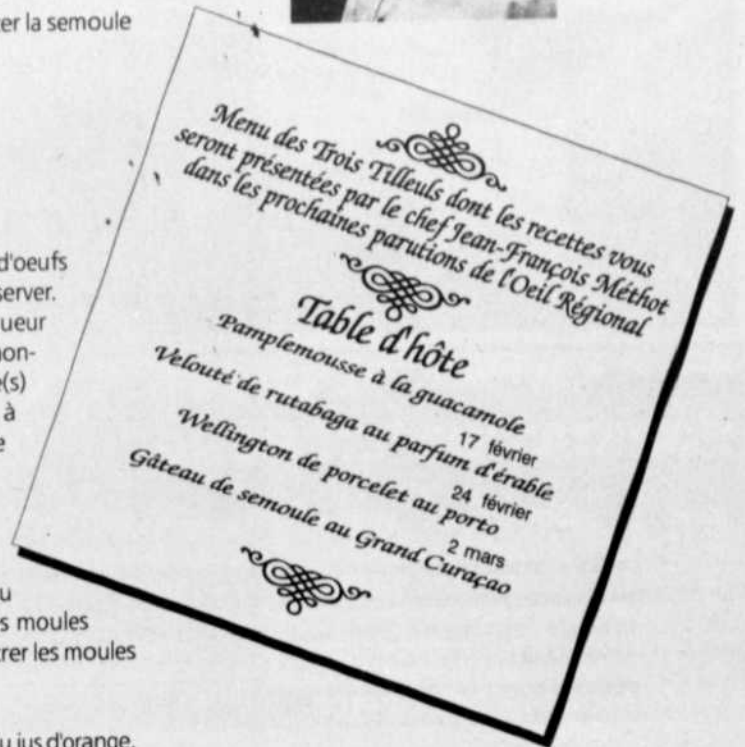 er la semoule
d'oeufs
server.
ueur
non-
e(s)
à
e
u
s moules
rer les moules
u jus d'orange.
Menu des Trois Tilleuls dont les recettes vous
seront présentées par le chef Jean-François Méthot
dans les prochaines parutions de l'Oeil Régional
Table d'hôte
Pamplemousse à la guacamole
17 février
Velouté de rutabaga au parfum d'érable
24 février
Wellington de porcelet au porto
2 mars
Gâteau de semoule au Grand Curaçao